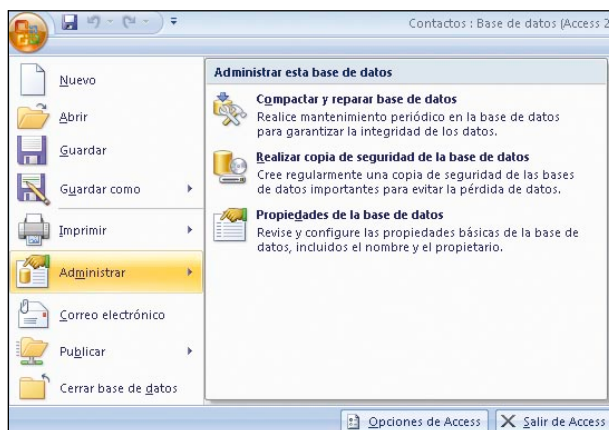 Contactos : Base de datos (Access 2
Nuevo
Abrir
Guardar
Guardar como
Imprimir
Administrar
Correo electrónico
Publicar
Cerrar base de datos
Administrar esta base de datos
Compactar y reparar base de datos
Realice mantenimiento periódico en la base de datos
para garantizar la integridad de los datos.
Realizar copia de seguridad de la base de datos
Cree regularmente una copia de seguridad de las bases
de datos importantes para evitar la pérdida de datos.
Propiedades de la base de datos
Revise y configure las propiedades básicas de la base de
datos, incluidos el nombre y el propietario.
Opciones de Access
Salir de Access